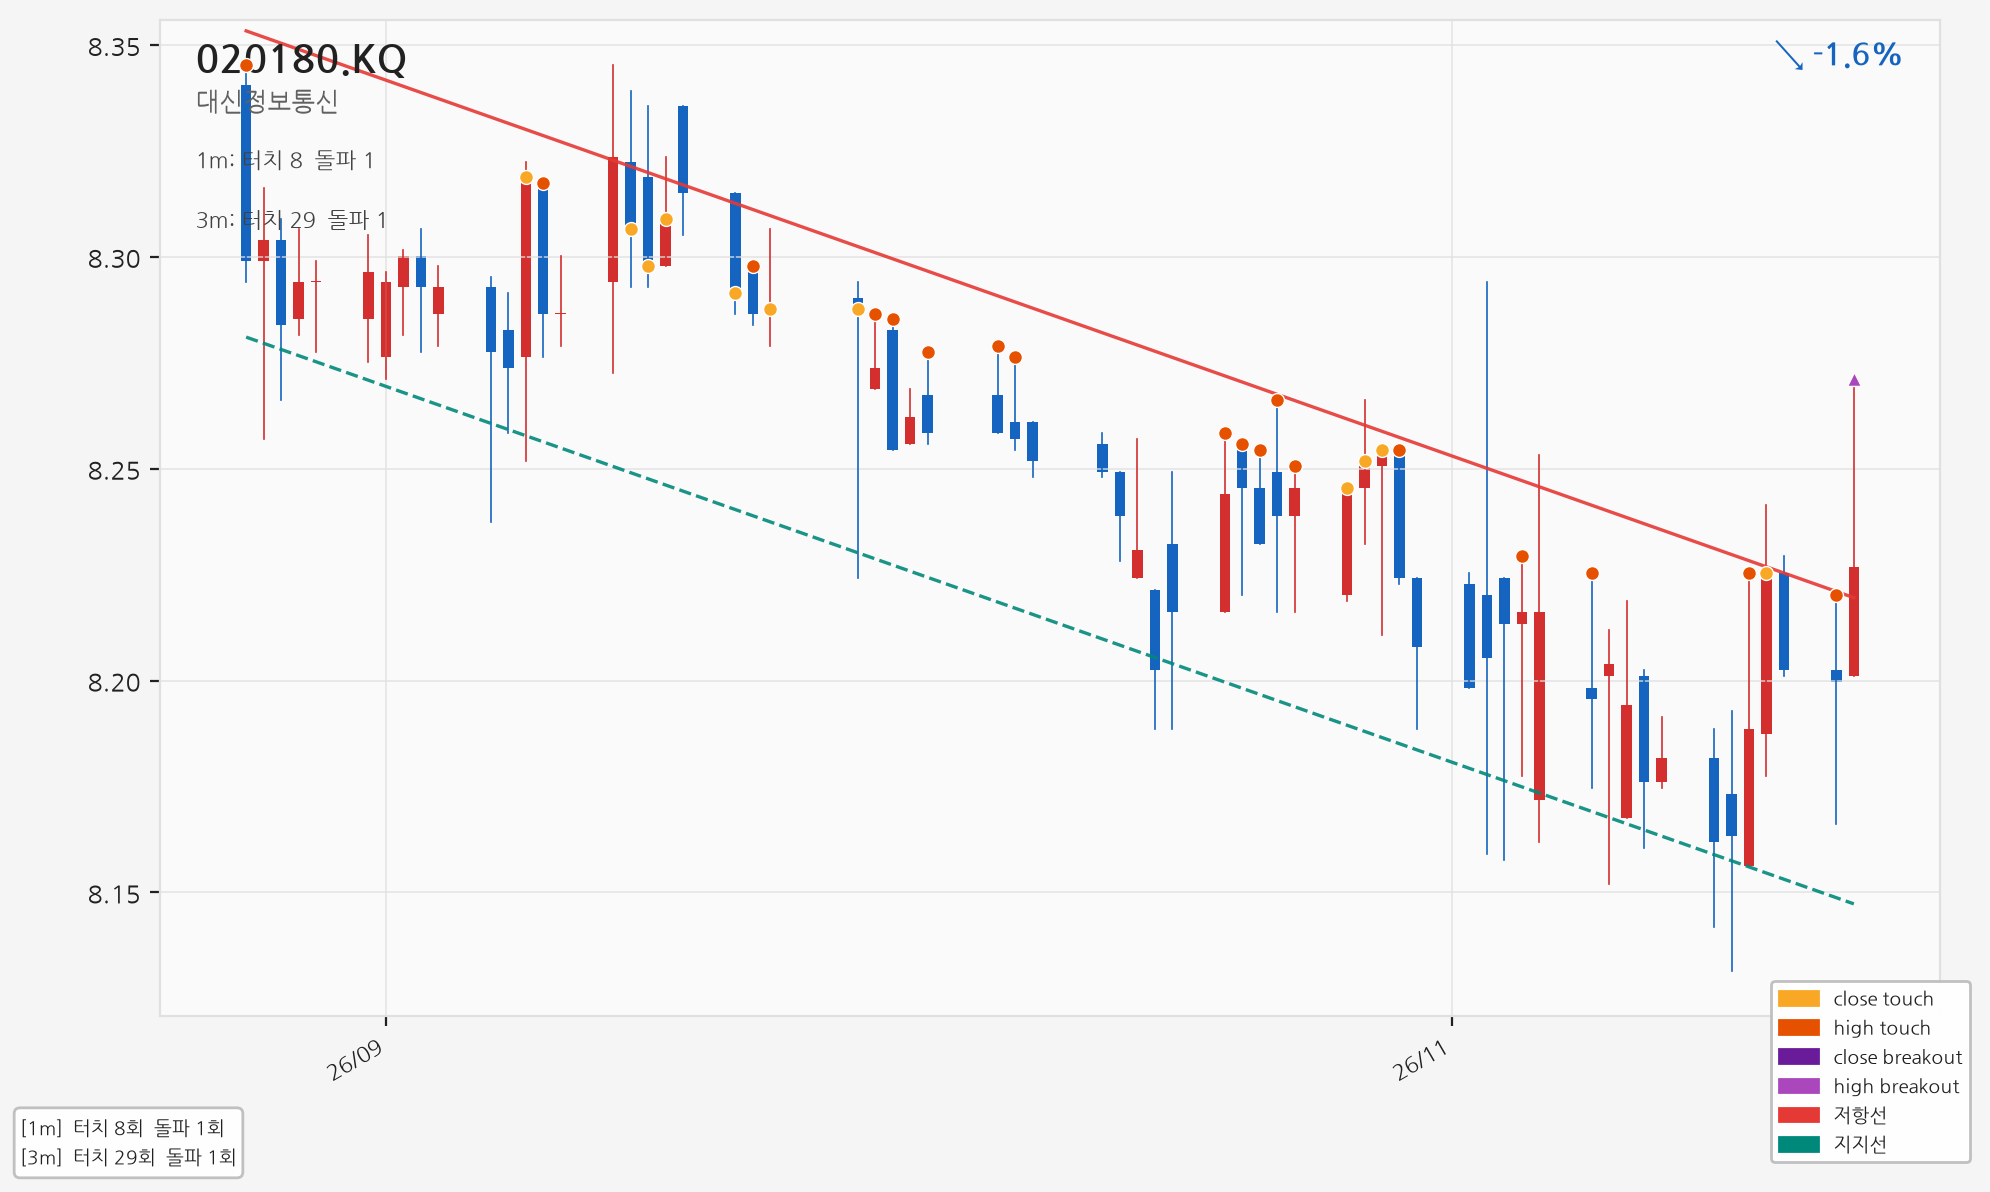 020180.KQ
대신정보통신
1m: 터치 8  돌파 1
3m: 터치 29  돌파 1
-1.6%
8.35
8.30
8.25
8.20
8.15
26/09
26/11
close touch
high touch
close breakout
high breakout
저항선
지지선
[1m]  터치 8회  돌파 1회
[3m]  터치 29회  돌파 1회